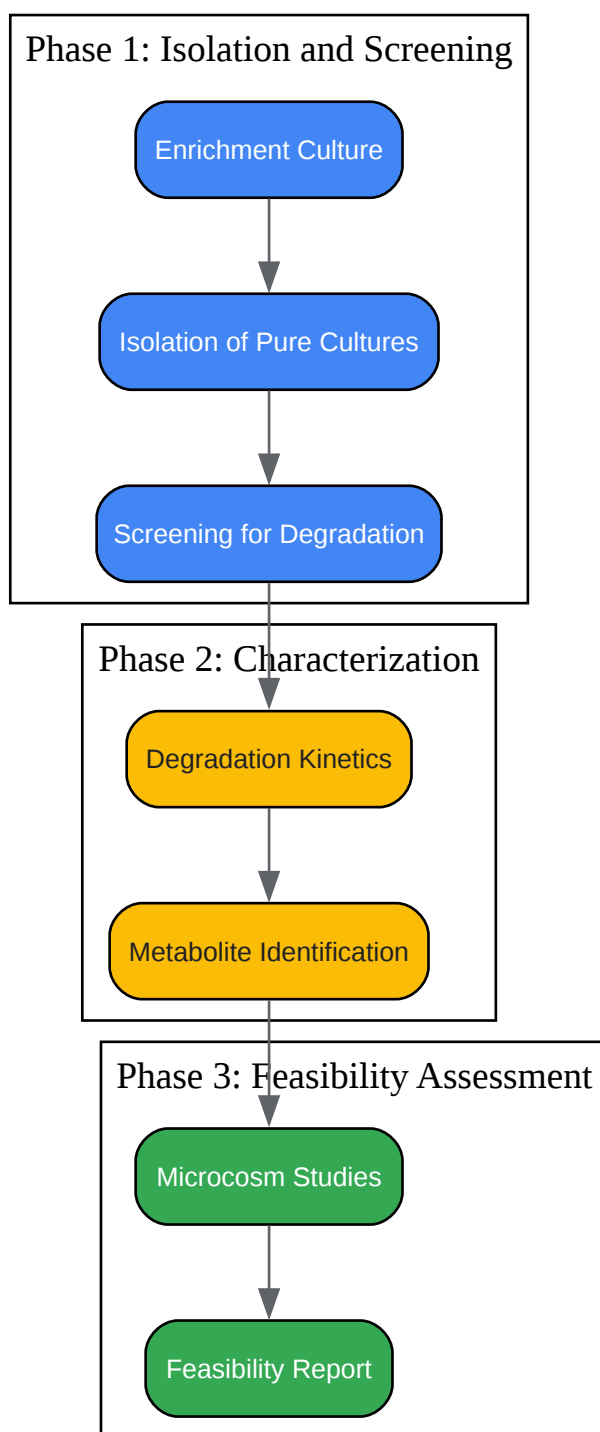 Phase 1: Isolation and Screening
Enrichment Culture
Isolation of Pure Cultures
Screening for Degradation
Phase 2: Characterization
Degradation Kinetics
Metabolite Identification
Phase 3: Feasibility Assessment
Microcosm Studies
Feasibility Report